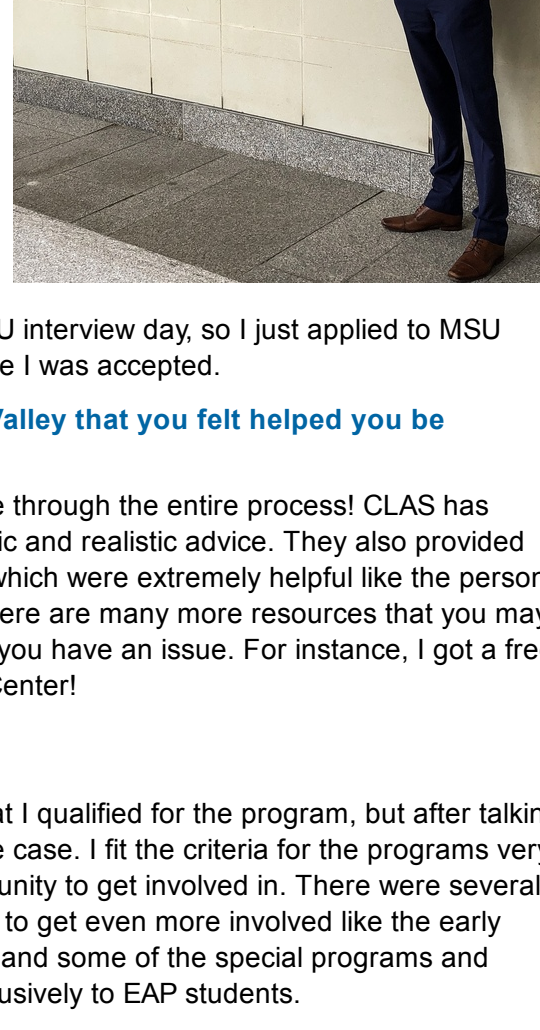 U interview day, so I just applied to MSU
e I was accepted.
Valley that you felt helped you be
e through the entire process! CLAS has
ic and realistic advice. They also provided
which were extremely helpful like the person
ere are many more resources that you may
you have an issue. For instance, I got a fre
Center!
at I qualified for the program, but after talkin
e case. I fit the criteria for the programs very
unity to get involved in. There were several
to get even more involved like the early
and some of the special programs and
usively to EAP students.